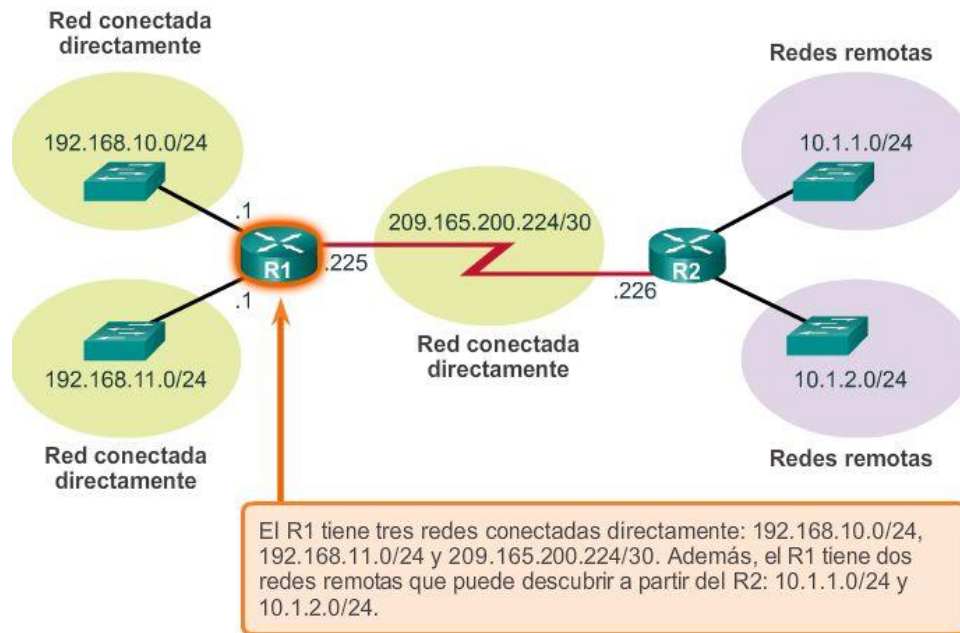 Red conectada
directamente
Redes remotas
192.168.10.0/24
10.1.1.0/24
209.165.200.224/30
.1
R1
.225
R2
.226
.1
192.168.11.0/24
Red conectada
directamente
10.1.2.0/24
Red conectada
directamente
Redes remotas
El R1 tiene tres redes conectadas directamente: 192.168.10.0/24,
192.168.11.0/24 y 209.165.200.224/30. Además, el R1 tiene dos
redes remotas que puede descubrir a partir del R2: 10.1.1.0/24 y
10.1.2.0/24.